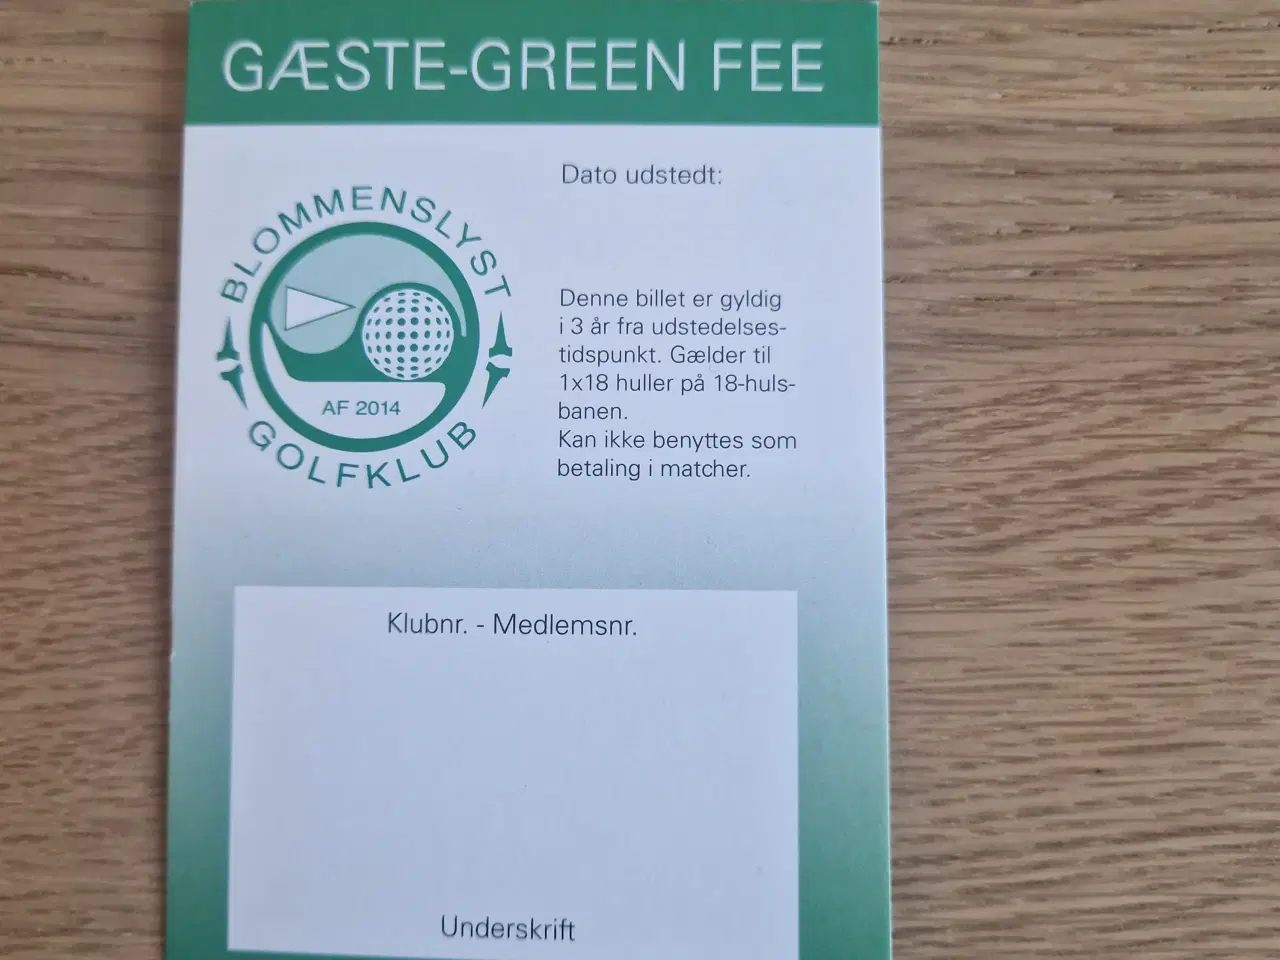 GÆSTE-GREEN FEE
Dato udstedt:
BLOMMENSLYST
AF 2014
GOLFKLUB
Denne billet er gyldig
i 3 år fra udstedelses-
tidspunkt. Gælder til
1x18 huller på 18-huls-
banen.
Kan ikke benyttes som
betaling i matcher.
Klubnr. - Medlemsnr.
Underskrift